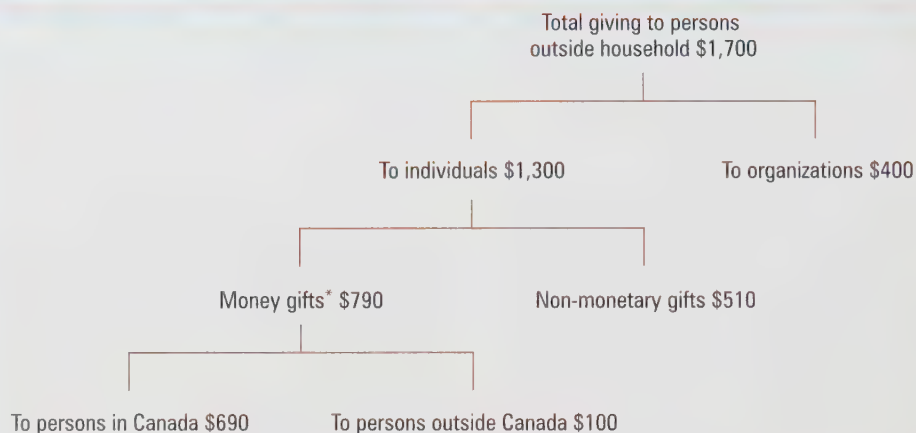 Total giving to persons
outside household $1,700
To individuals $1,300
To organizations $400
Money gifts* $790
Non-monetary gifts $510
To persons in Canada $690
To persons outside Canada $100